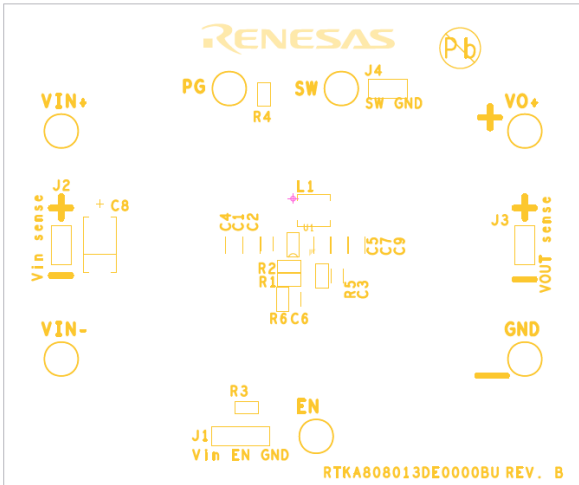 RENESAS
Pb
PG
SW
J4
SW GND
R4
VIN+
VO+
J2
Vin sense
C8
L1
U1
C4
C1
C2
C5
C7
C9
J3
VOUT sense
R2
R1
R5
C3
R6
C6
VIN-
GND
R3
EN
J1
Vin EN GND
RTKA808013DE0000BU REV. B